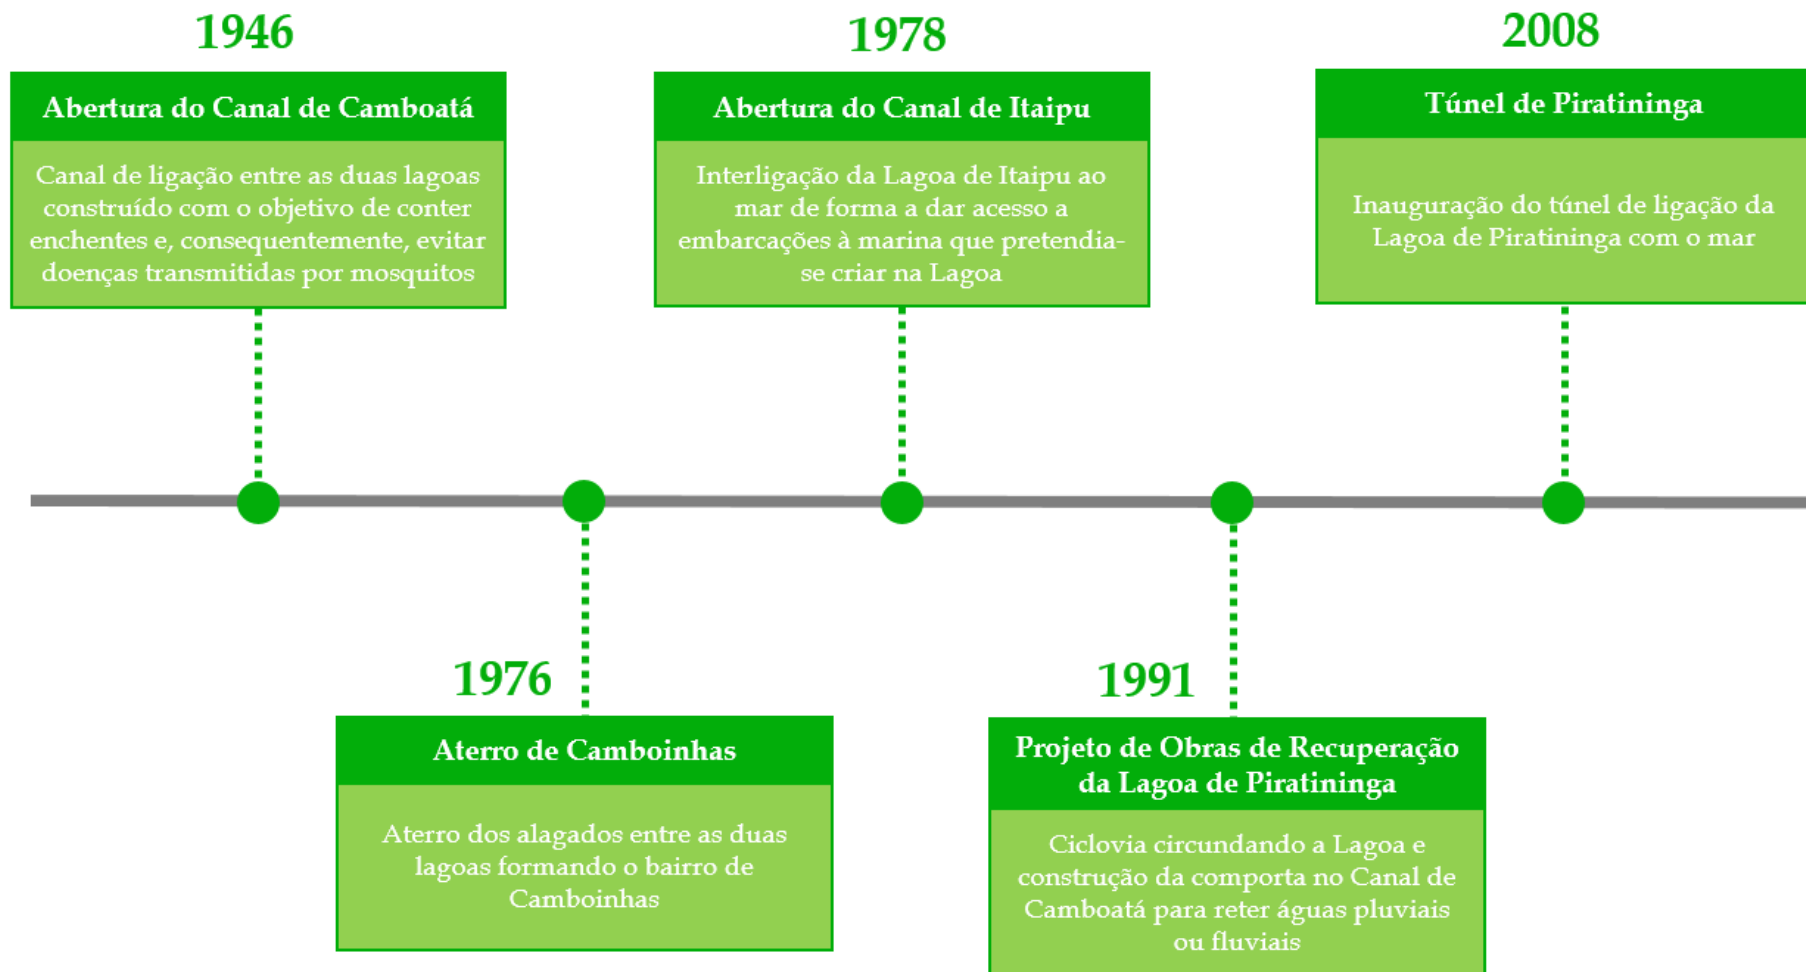 1946
Abertura do Canal de Camboatá
Canal de ligação entre as duas lagoas
construído com o objetivo de conter
enchentes e, consequentemente, evitar
doenças transmitidas por mosquitos
1976
Aterro de Camboinhas
Aterro dos alagados entre as duas
lagoas formando o bairro de
Camboinhas
1978
Abertura do Canal de Itaipu
Interligação da Lagoa de Itaipu ao
mar de forma a dar acesso a
embarcações à marina que pretendia-
se criar na Lagoa
1991
Projeto de Obras de Recuperação
da Lagoa de Piratininga
Ciclovia circundando a Lagoa e
construção da comporta no Canal de
Camboatá para reter águas pluviais
ou fluviais
2008
Túnel de Piratininga
Inauguração do túnel de ligação da
Lagoa de Piratininga com o mar